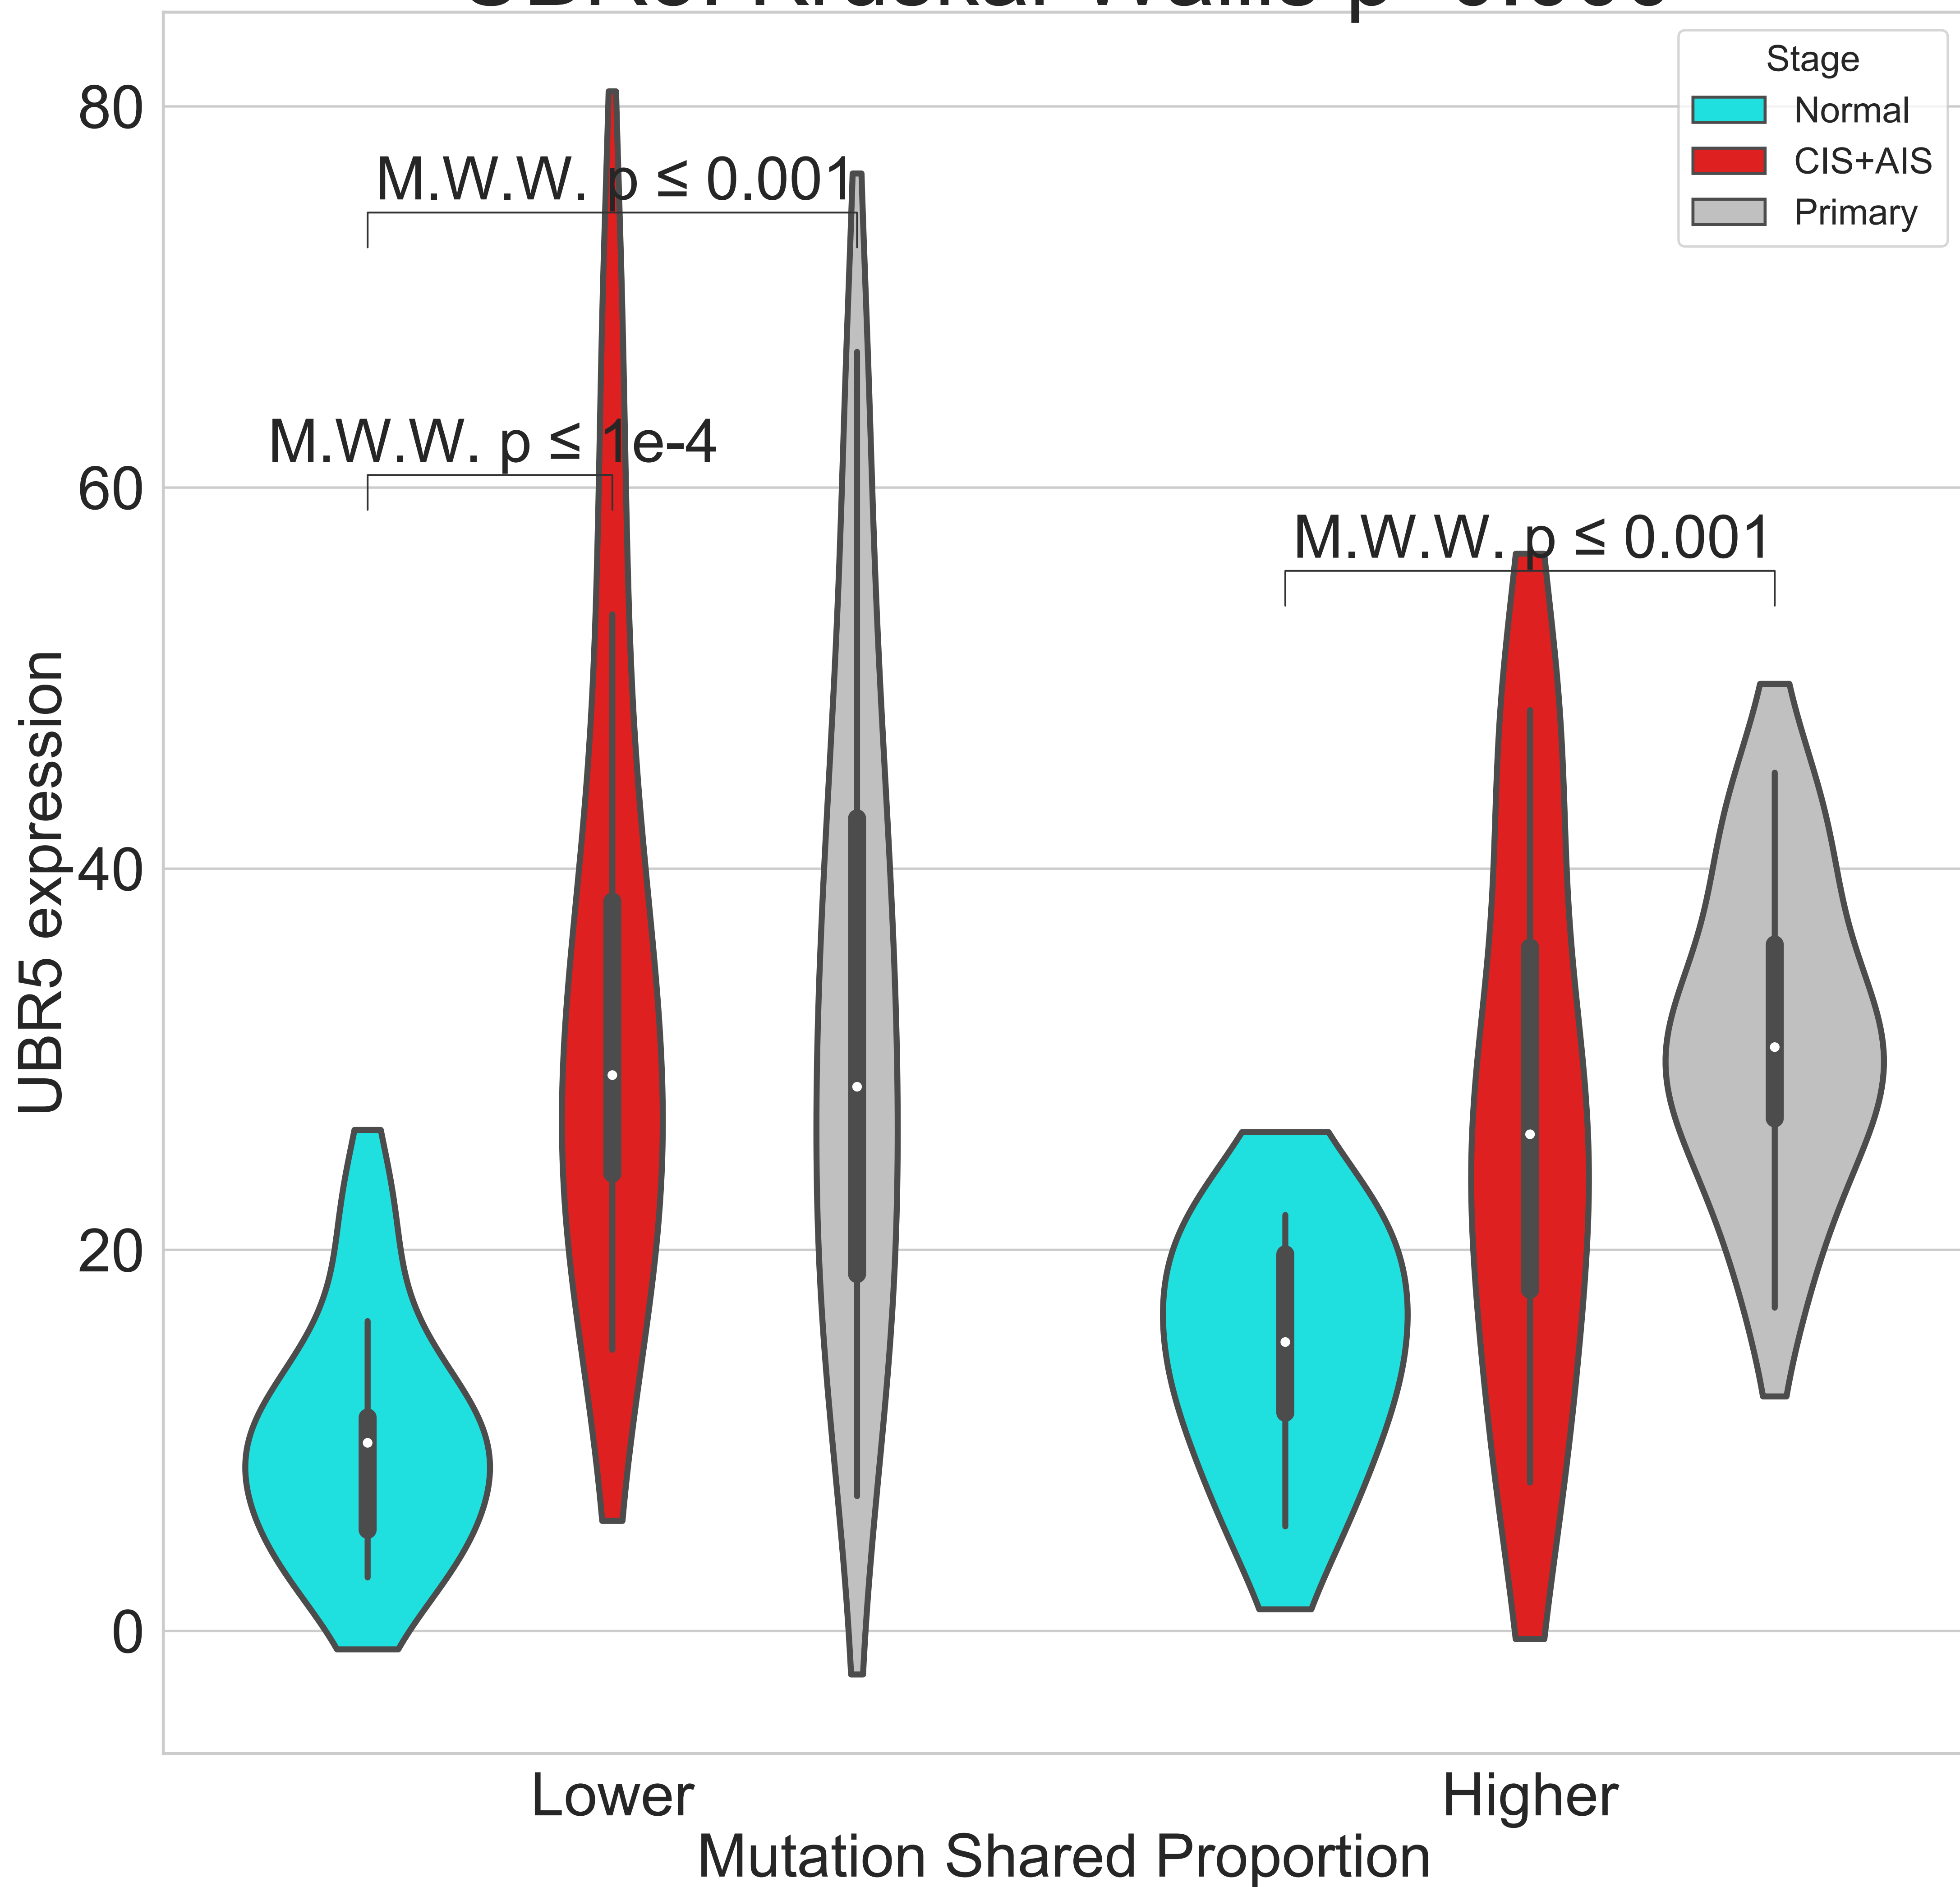 Stage
Normal
CIS+AIS
Primary
80
60
40
20
0
UBR5 expression
M.W.W. p ≤ 0.001
M.W.W. p ≤ 1e-4
M.W.W. p ≤ 0.001
Lower
Higher
Mutation Shared Proportion